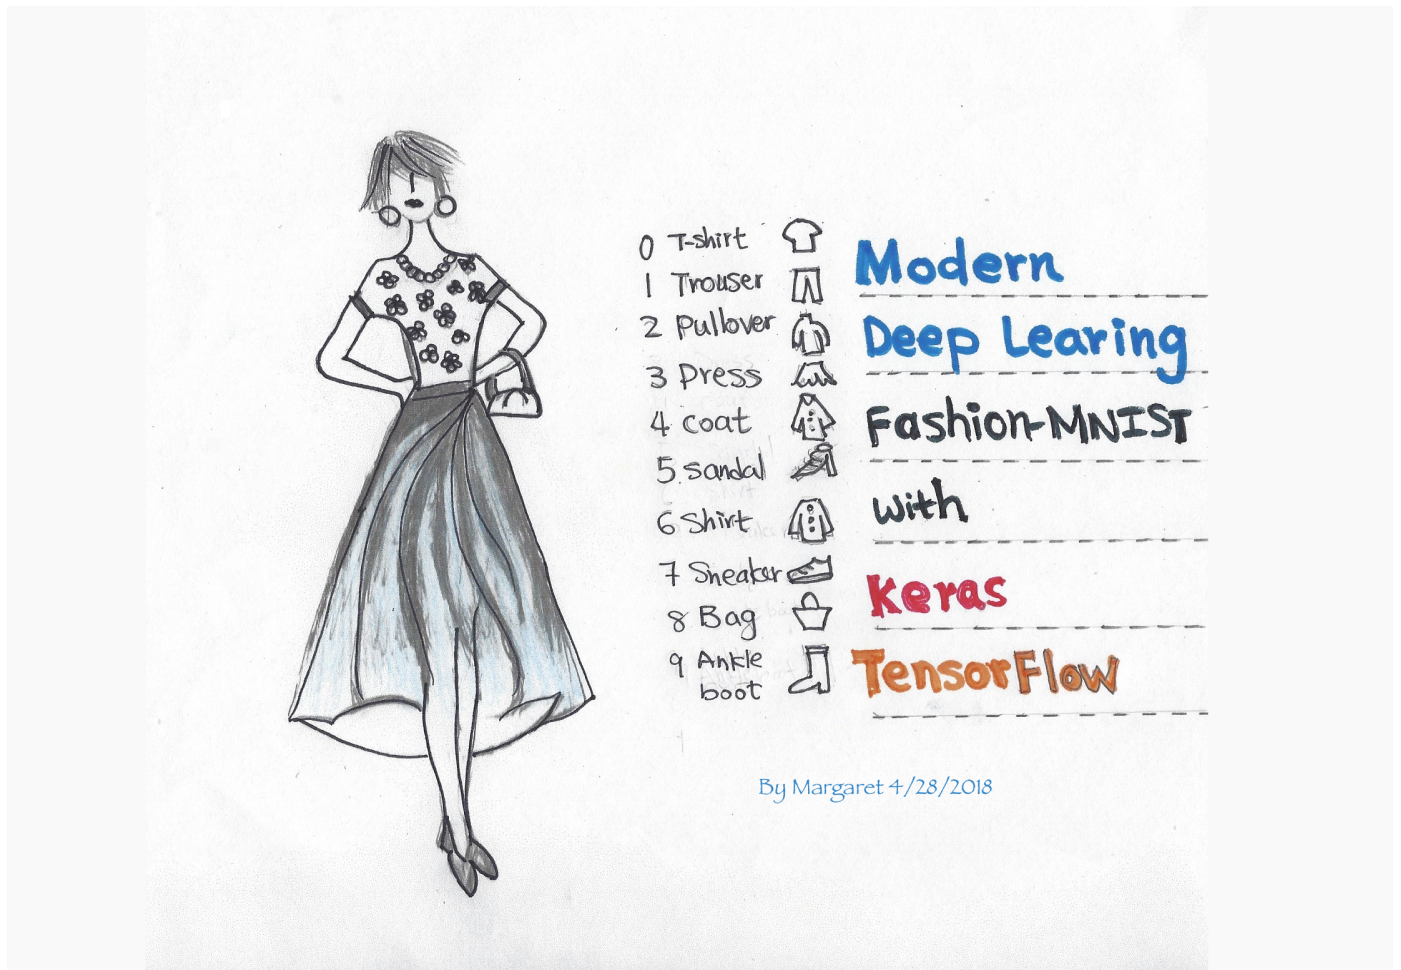 0 T-shirt
1 Trouser
2 Pullover
3 Dress
4 coat
5 sandal
6 Shirt
7 Sneaker
8 Bag
9 Ankle
boot
Modern
Deep Learing
Fashion-MNIST
with
Keras
TensorFlow
By Margaret 4/28/2018